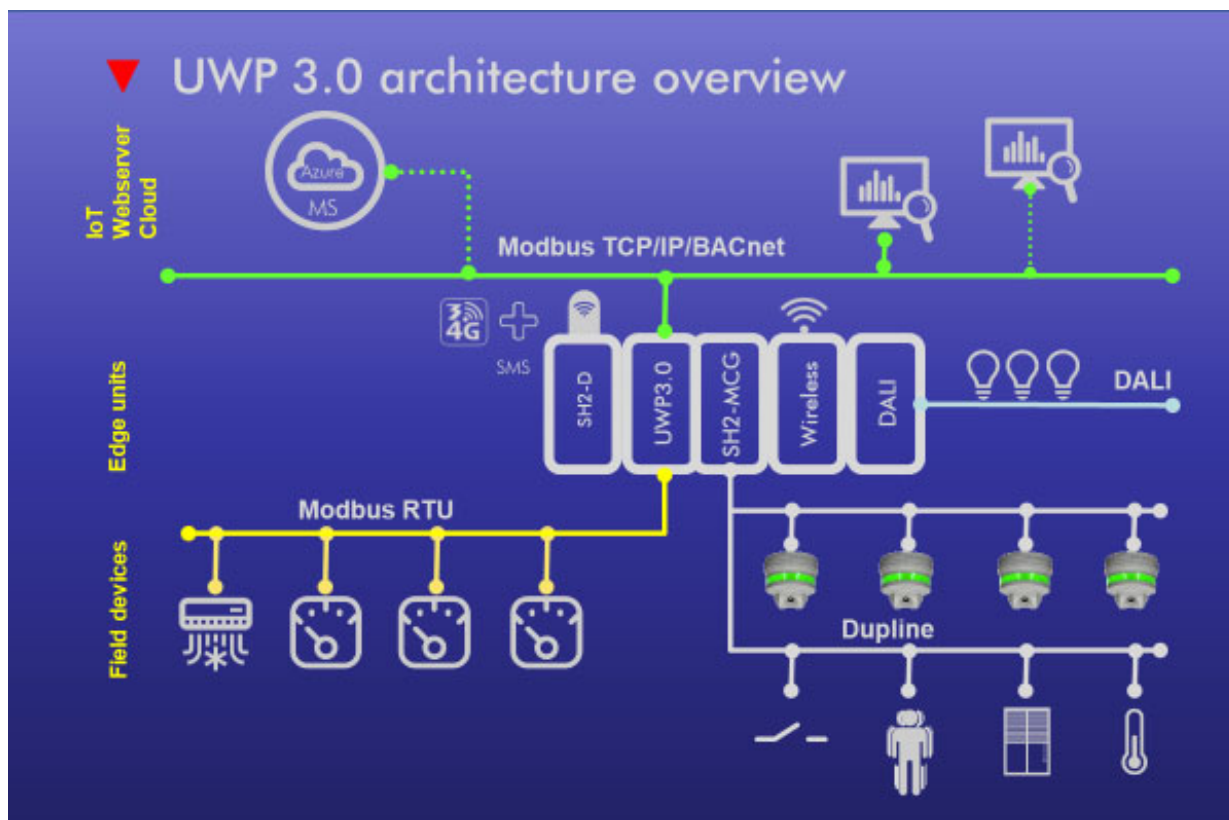 UWP 3.0 architecture overview
IoT
Webserver
Cloud
Azure
MS
Modbus TCP/IP/BACnet
3
4G
SMS
Edge units
SH2-D
UWP3.0
SH2-MCG
Wireless
DALI
DALI
Modbus RTU
Field devices
Dupline